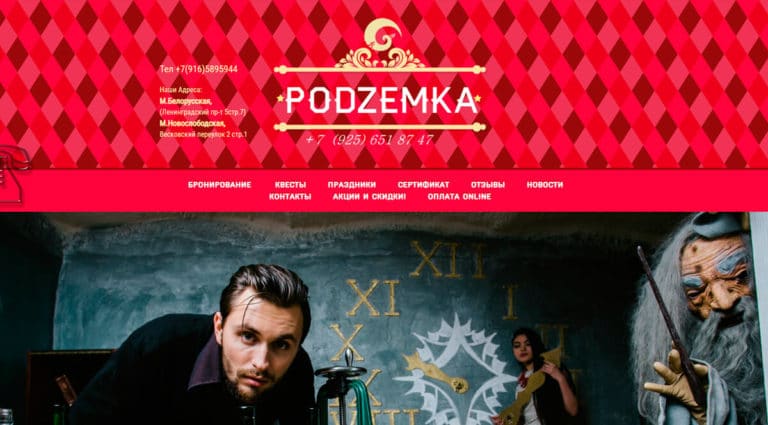 Тел +7(916)5895944
Наши Адреса:
М.Белорусская,
(Ленинградский пр-т 5стр.7)
М.Новослободская,
Весковский переулок 2 стр.1
PODZEMKA
+7 (925) 651 87 47
БРОНИРОВАНИЕ КВЕСТЫ ПРАЗДНИКИ СЕРТИФИКАТ ОТЗЫВЫ НОВОСТИ
КОНТАКТЫ АКЦИИ И СКИДКИ! ОПЛАТА ONLINE
XII
XI
I
X